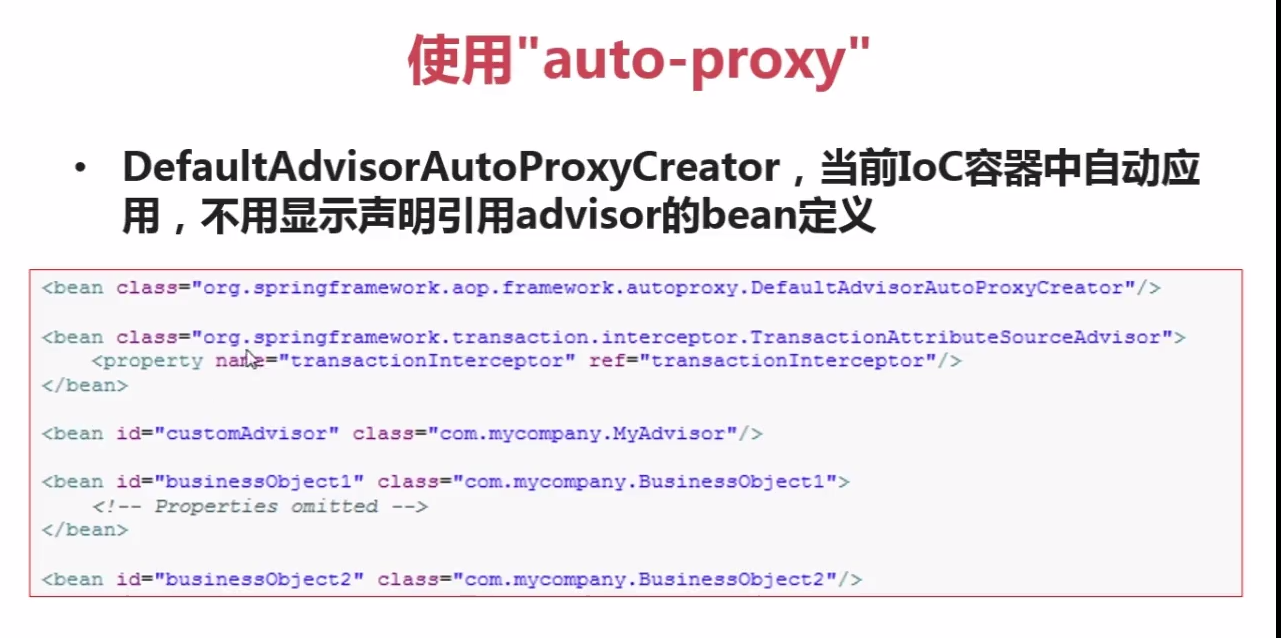 使用"auto-proxy"
• DefaultAdvisorAutoProxyCreator，当前IoC容器中自动应
用，不用显示声明引用advisor的bean定义
<bean class="org.springframework.aop.framework.autoproxy.DefaultAdvisorAutoProxyCreator"/>
<bean class="org.springframework.transaction.interceptor.TransactionAttributeSourceAdvisor">
<property name="transactionInterceptor" ref="transactionInterceptor"/>
</bean>
<bean id="customAdvisor" class="com.mycompany.MyAdvisor"/>
<bean id="businessObject1" class="com.mycompany.BusinessObject1">
<!-- Properties omitted -->
</bean>
<bean id="businessObject2" class="com.mycompany.BusinessObject2"/>